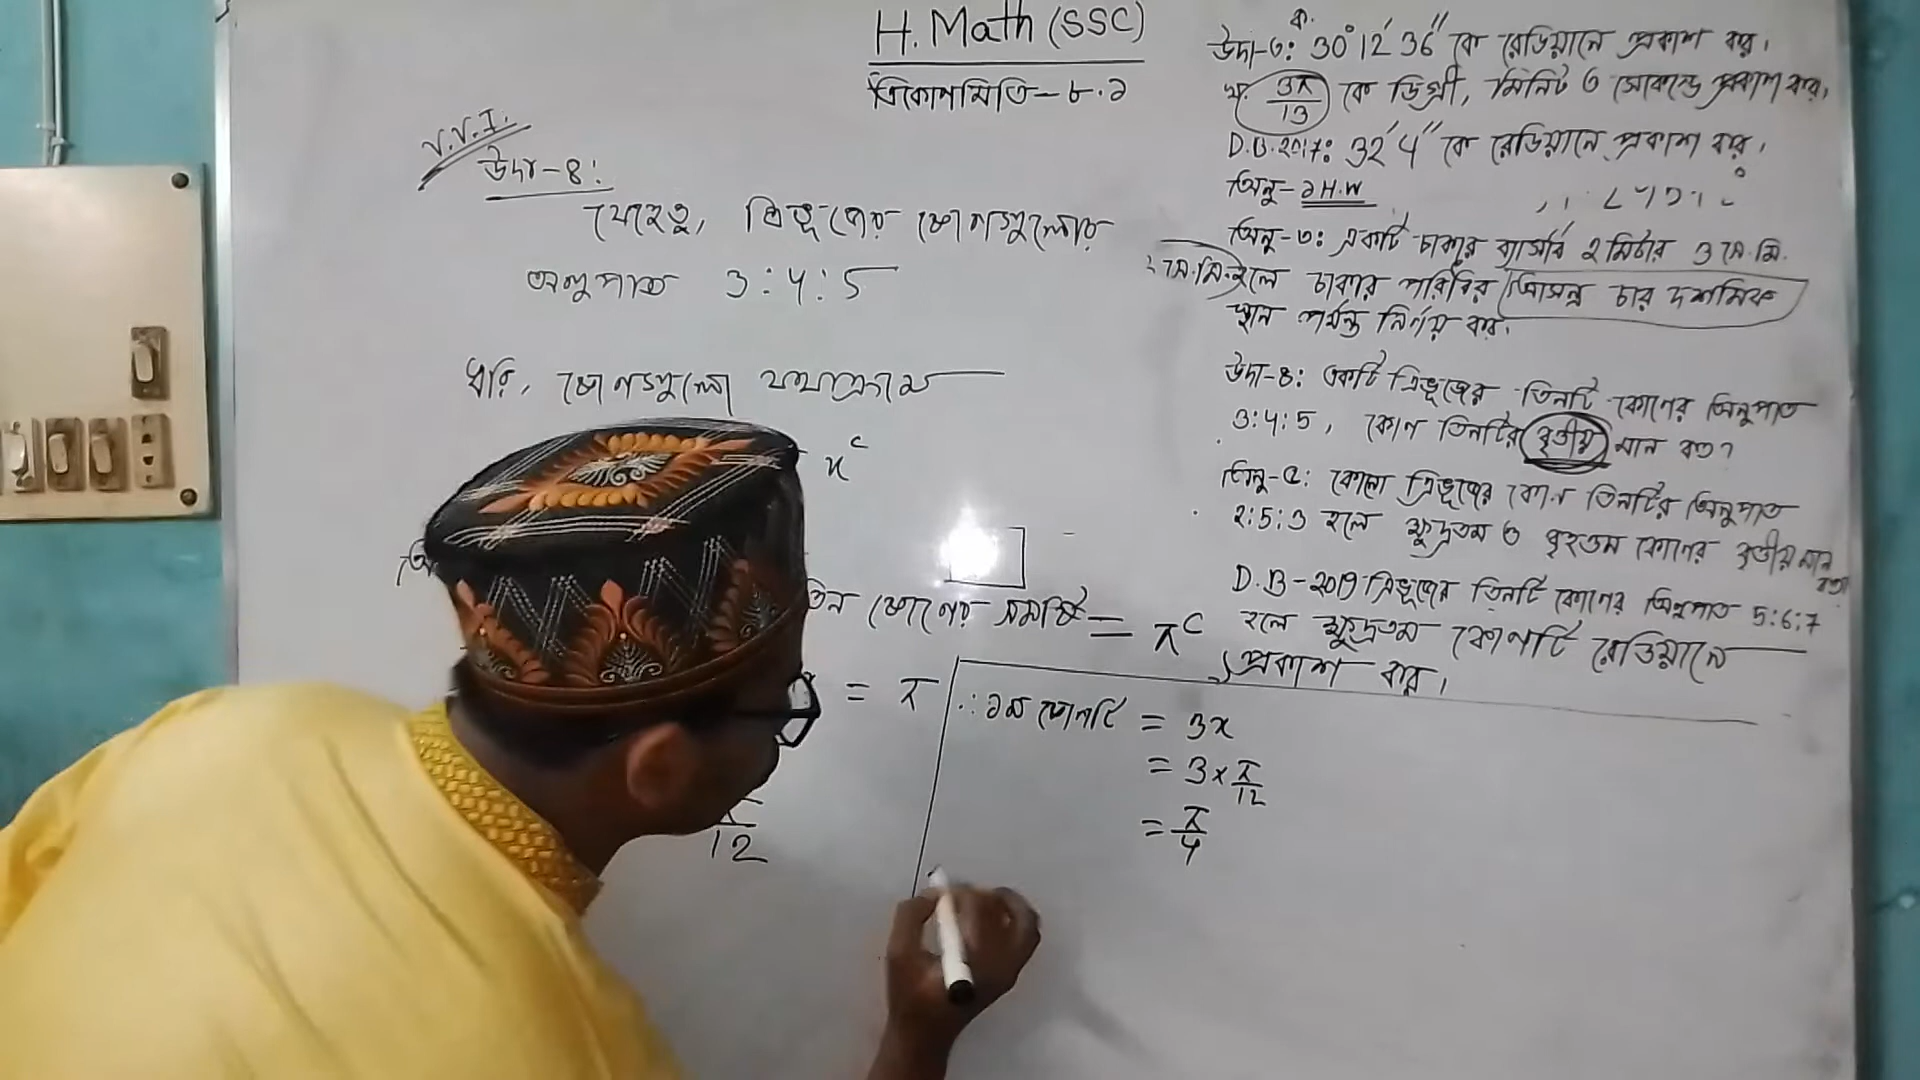 H. Math (SSC)
ত্রিকোণমিতি – ৮.১
V.V.I.
উদা-৪:
যেহেতু, ত্রিভূজের কোণগুলোর
অনুপাত 3:4:5
ধরি, কোণগুলো যথাক্রমে
তিন কোণের সমষ্টি = π^c
= π
12
∴ ১ম কোণটি = 3x
= 3 × π/12
= π/4
উদা-৩: ক. 30° 12′ 36″ কে রেডিয়ানে প্রকাশ কর।
খ. 3π/13 কে ডিগ্রী, মিনিট ও সেকেন্ডে প্রকাশ কর।
D.B. 2017: 32′ 4″ কে রেডিয়ানে প্রকাশ কর।
অনু-১ H.W
অনু-৩: একটি চাকার ব্যাসার্ধ ২ মিটার 3 সে.মি.
সে.মি. হলে চাকার পরিধির আসন্ন চার দশমিক
স্থান পর্যন্ত নির্ণয় কর।
উদা-৪: একটি ত্রিভূজের তিনটি কোণের অনুপাত
3:4:5, কোণ তিনটির বৃত্তীয় মান কত?
অনু-৫: কোনো ত্রিভূজের কোণ তিনটির অনুপাত
2:5:3 হলে ক্ষুদ্রতম ও বৃহত্তম কোণের বৃত্তীয় মান কত?
D.B – 2019 ত্রিভূজের তিনটি কোণের অনুপাত 5:6:7
হলে ক্ষুদ্রতম কোণটি রেডিয়ানে
প্রকাশ কর।